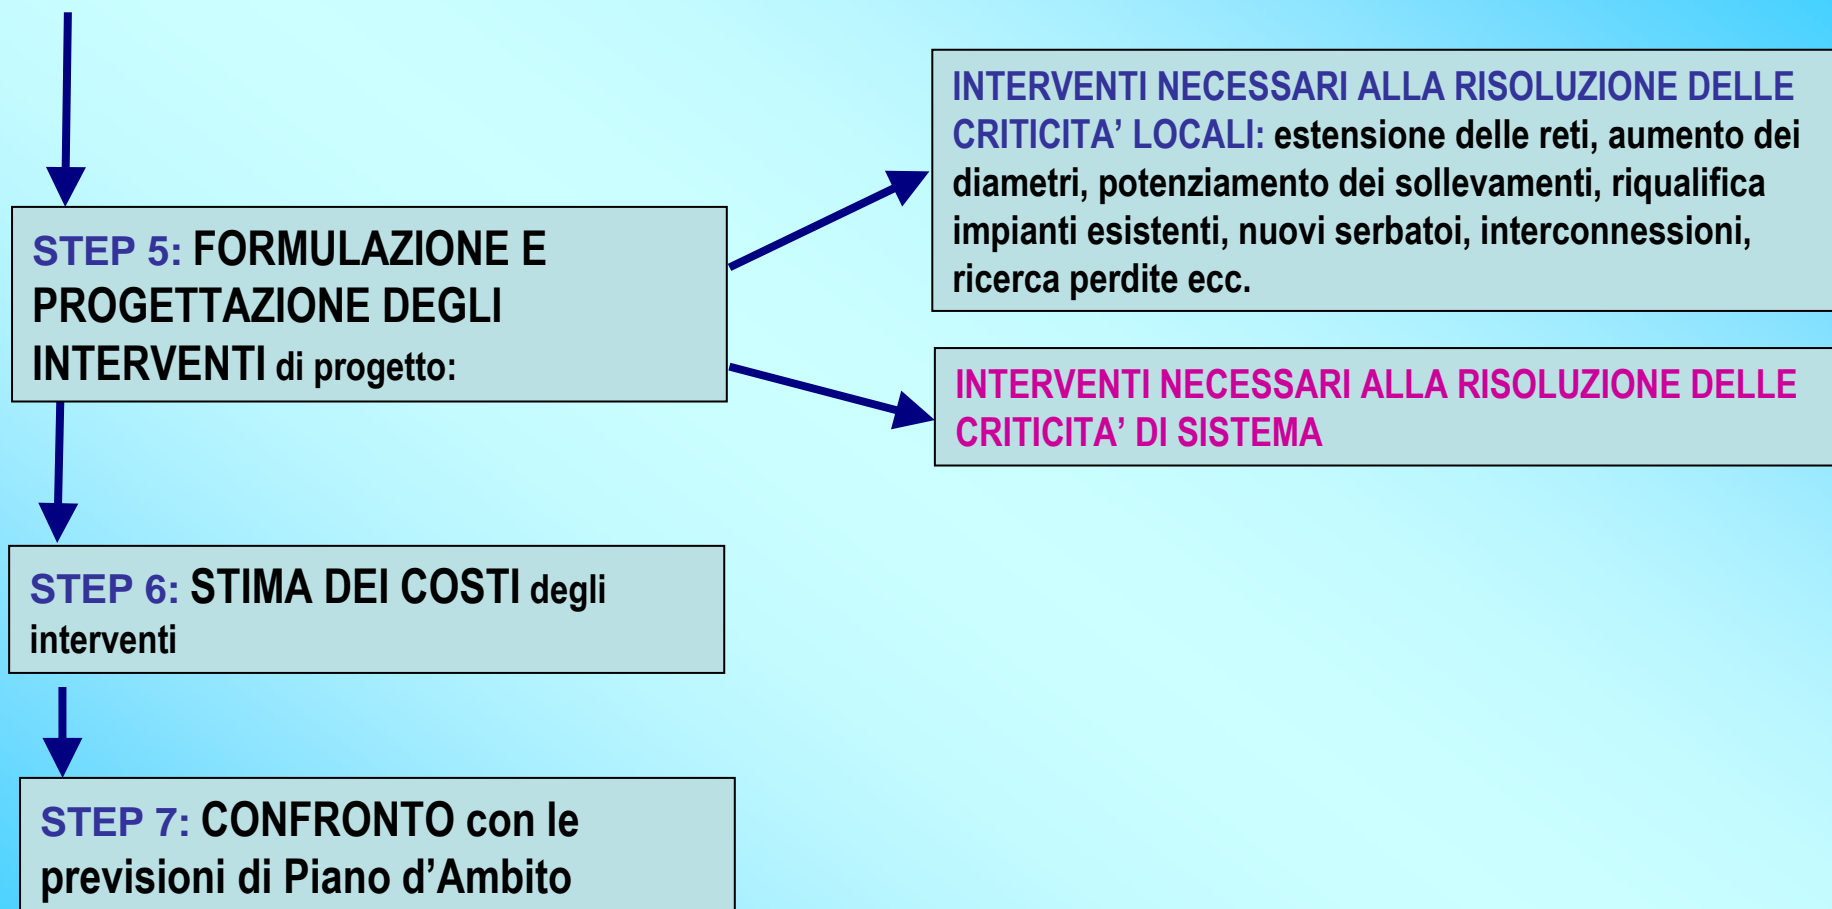 INTERVENTI NECESSARI ALLA RISOLUZIONE DELLE
CRITICITA’ LOCALI: estensione delle reti, aumento dei
diametri, potenziamento dei sollevamenti, riqualifica
impianti esistenti, nuovi serbatoi, interconnessioni,
ricerca perdite ecc.
STEP 5: FORMULAZIONE E
PROGETTAZIONE DEGLI
INTERVENTI di progetto:
INTERVENTI NECESSARI ALLA RISOLUZIONE DELLE
CRITICITA’ DI SISTEMA
STEP 6: STIMA DEI COSTI degli
interventi
STEP 7: CONFRONTO con le
previsioni di Piano d’Ambito